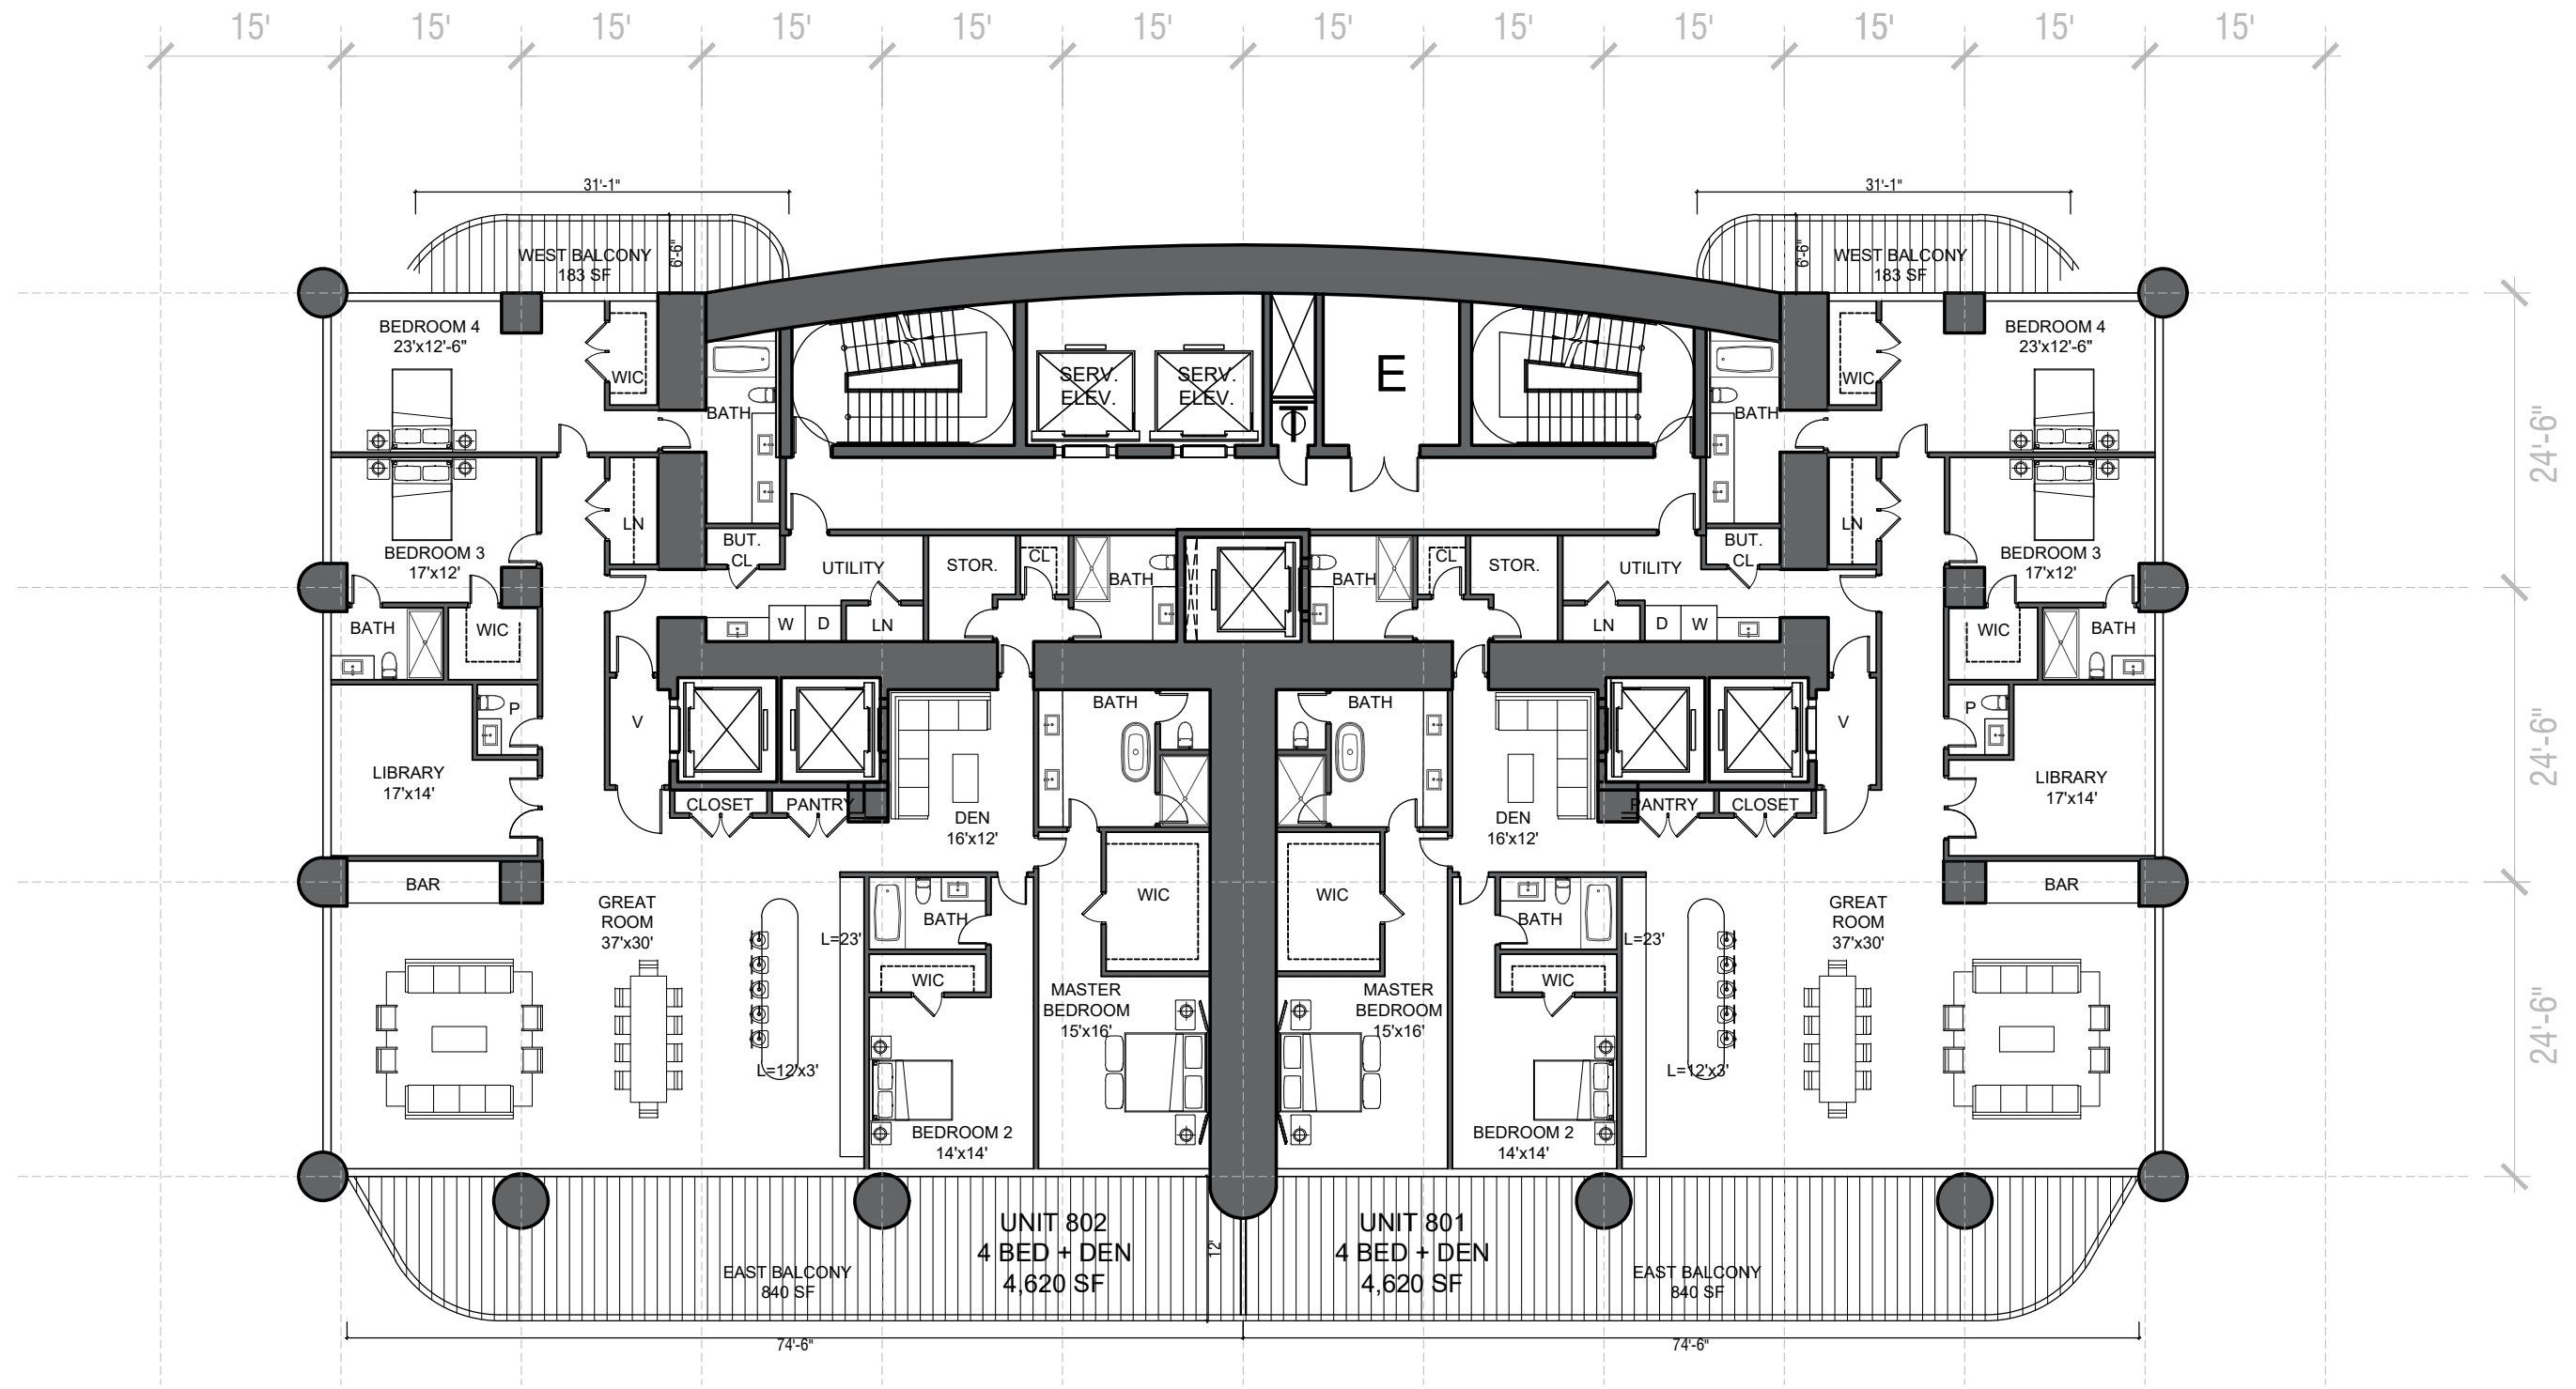 15' 15' 15' 15' 15' 15' 15' 15' 15' 15' 15' 15'
31'-1" 31'-1"
WEST BALCONY
183 SF
6'-6"
WEST BALCONY
183 SF
6'-6"
BEDROOM 4
23'x12'-6"
WIC
BATH
SERV.
ELEV.
SERV.
ELEV.
E
T
BATH
WIC
BEDROOM 4
23'x12'-6"
24'-6"
BEDROOM 3
17'x12'
LN
BUT.
CL
UTILITY
STOR.
CL
BATH
BATH
CL
STOR.
UTILITY
BUT.
CL
LN
BEDROOM 3
17'x12'
BATH
WIC
W
D
LN
LN
D
W
WIC
BATH
P
V
BATH
BATH
V
P
24'-6"
LIBRARY
17'x14'
CLOSET
PANTRY
DEN
16'x12'
DEN
16'x12'
PANTRY
CLOSET
LIBRARY
17'x14'
BAR
WIC
WIC
BAR
GREAT
ROOM
37'x30'
L=23'
BATH
BATH
L=23'
GREAT
ROOM
37'x30'
WIC
WIC
MASTER
BEDROOM
15'x16'
MASTER
BEDROOM
15'x16'
24'-6"
L=12'x3'
L=12'x3'
BEDROOM 2
14'x14'
BEDROOM 2
14'x14'
UNIT 802
4 BED + DEN
4,620 SF
12'
UNIT 801
4 BED + DEN
4,620 SF
EAST BALCONY
840 SF
EAST BALCONY
840 SF
74'-6" 74'-6"